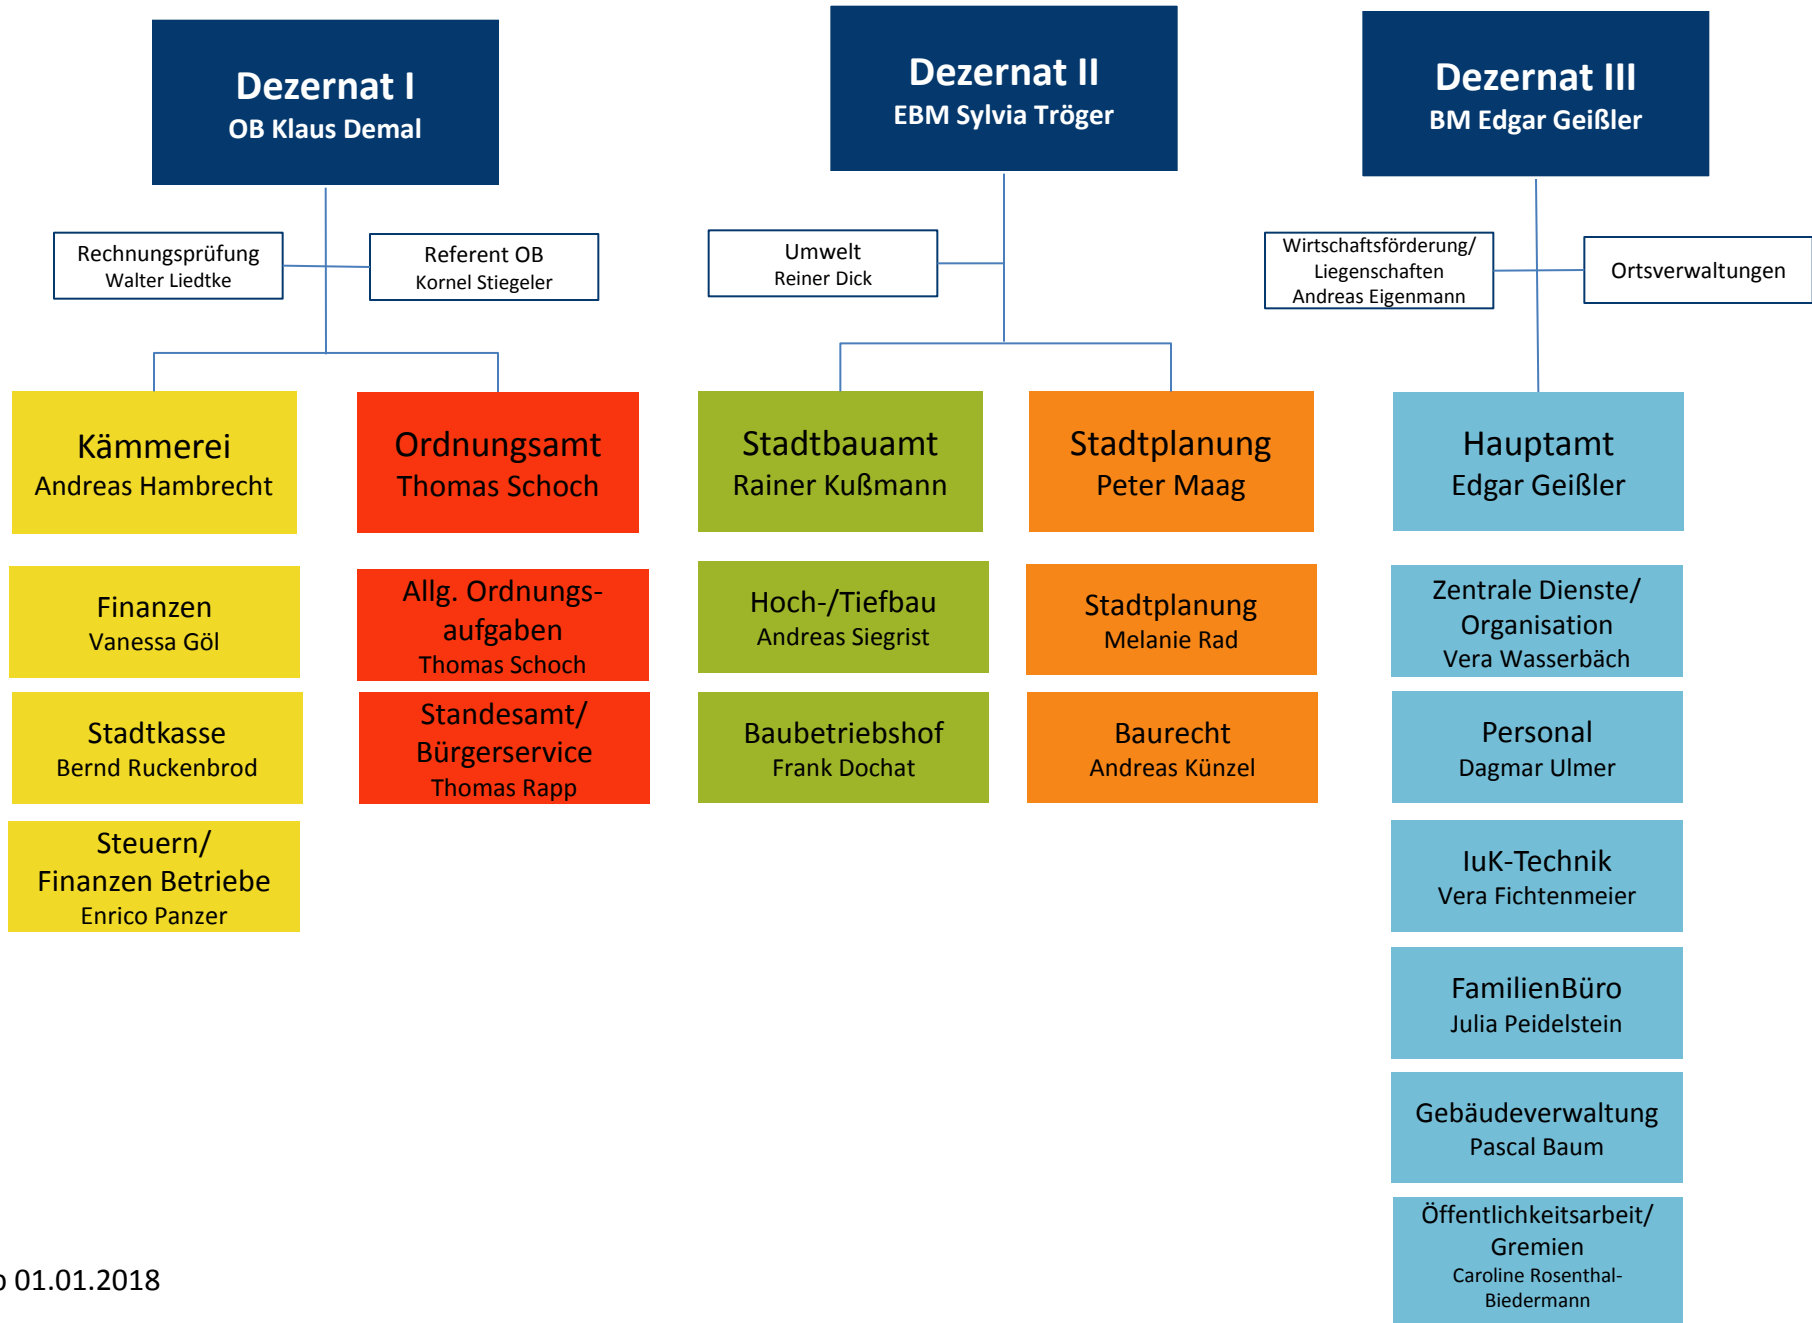 Dezernat I
OB Klaus Demal
Dezernat II
EBM Sylvia Tröger
Dezernat III
BM Edgar Geißler
Rechnungsprüfung
Walter Liedtke
Referent OB
Kornel Stiegeler
Umwelt
Reiner Dick
Wirtschaftsförderung/
Liegenschaften
Andreas Eigenmann
Ortsverwaltungen
Kämmerei
Andreas Hambrecht
Ordnungsamt
Thomas Schoch
Stadtbauamt
Rainer Kußmann
Stadtplanung
Peter Maag
Hauptamt
Edgar Geißler
Finanzen
Vanessa Göl
Allg. Ordnungs-
aufgaben
Thomas Schoch
Hoch-/Tiefbau
Andreas Siegrist
Stadtplanung
Melanie Rad
Zentrale Dienste/
Organisation
Vera Wasserbäch
Stadtkasse
Bernd Ruckenbrod
Standesamt/
Bürgerservice
Thomas Rapp
Baubetriebshof
Frank Dochat
Baurecht
Andreas Künzel
Personal
Dagmar Ulmer
Steuern/
Finanzen Betriebe
Enrico Panzer
IuK-Technik
Vera Fichtenmeier
FamilienBüro
Julia Peidelstein
Gebäudeverwaltung
Pascal Baum
Öffentlichkeitsarbeit/
Gremien
Caroline Rosenthal-
Biedermann
01.01.2018